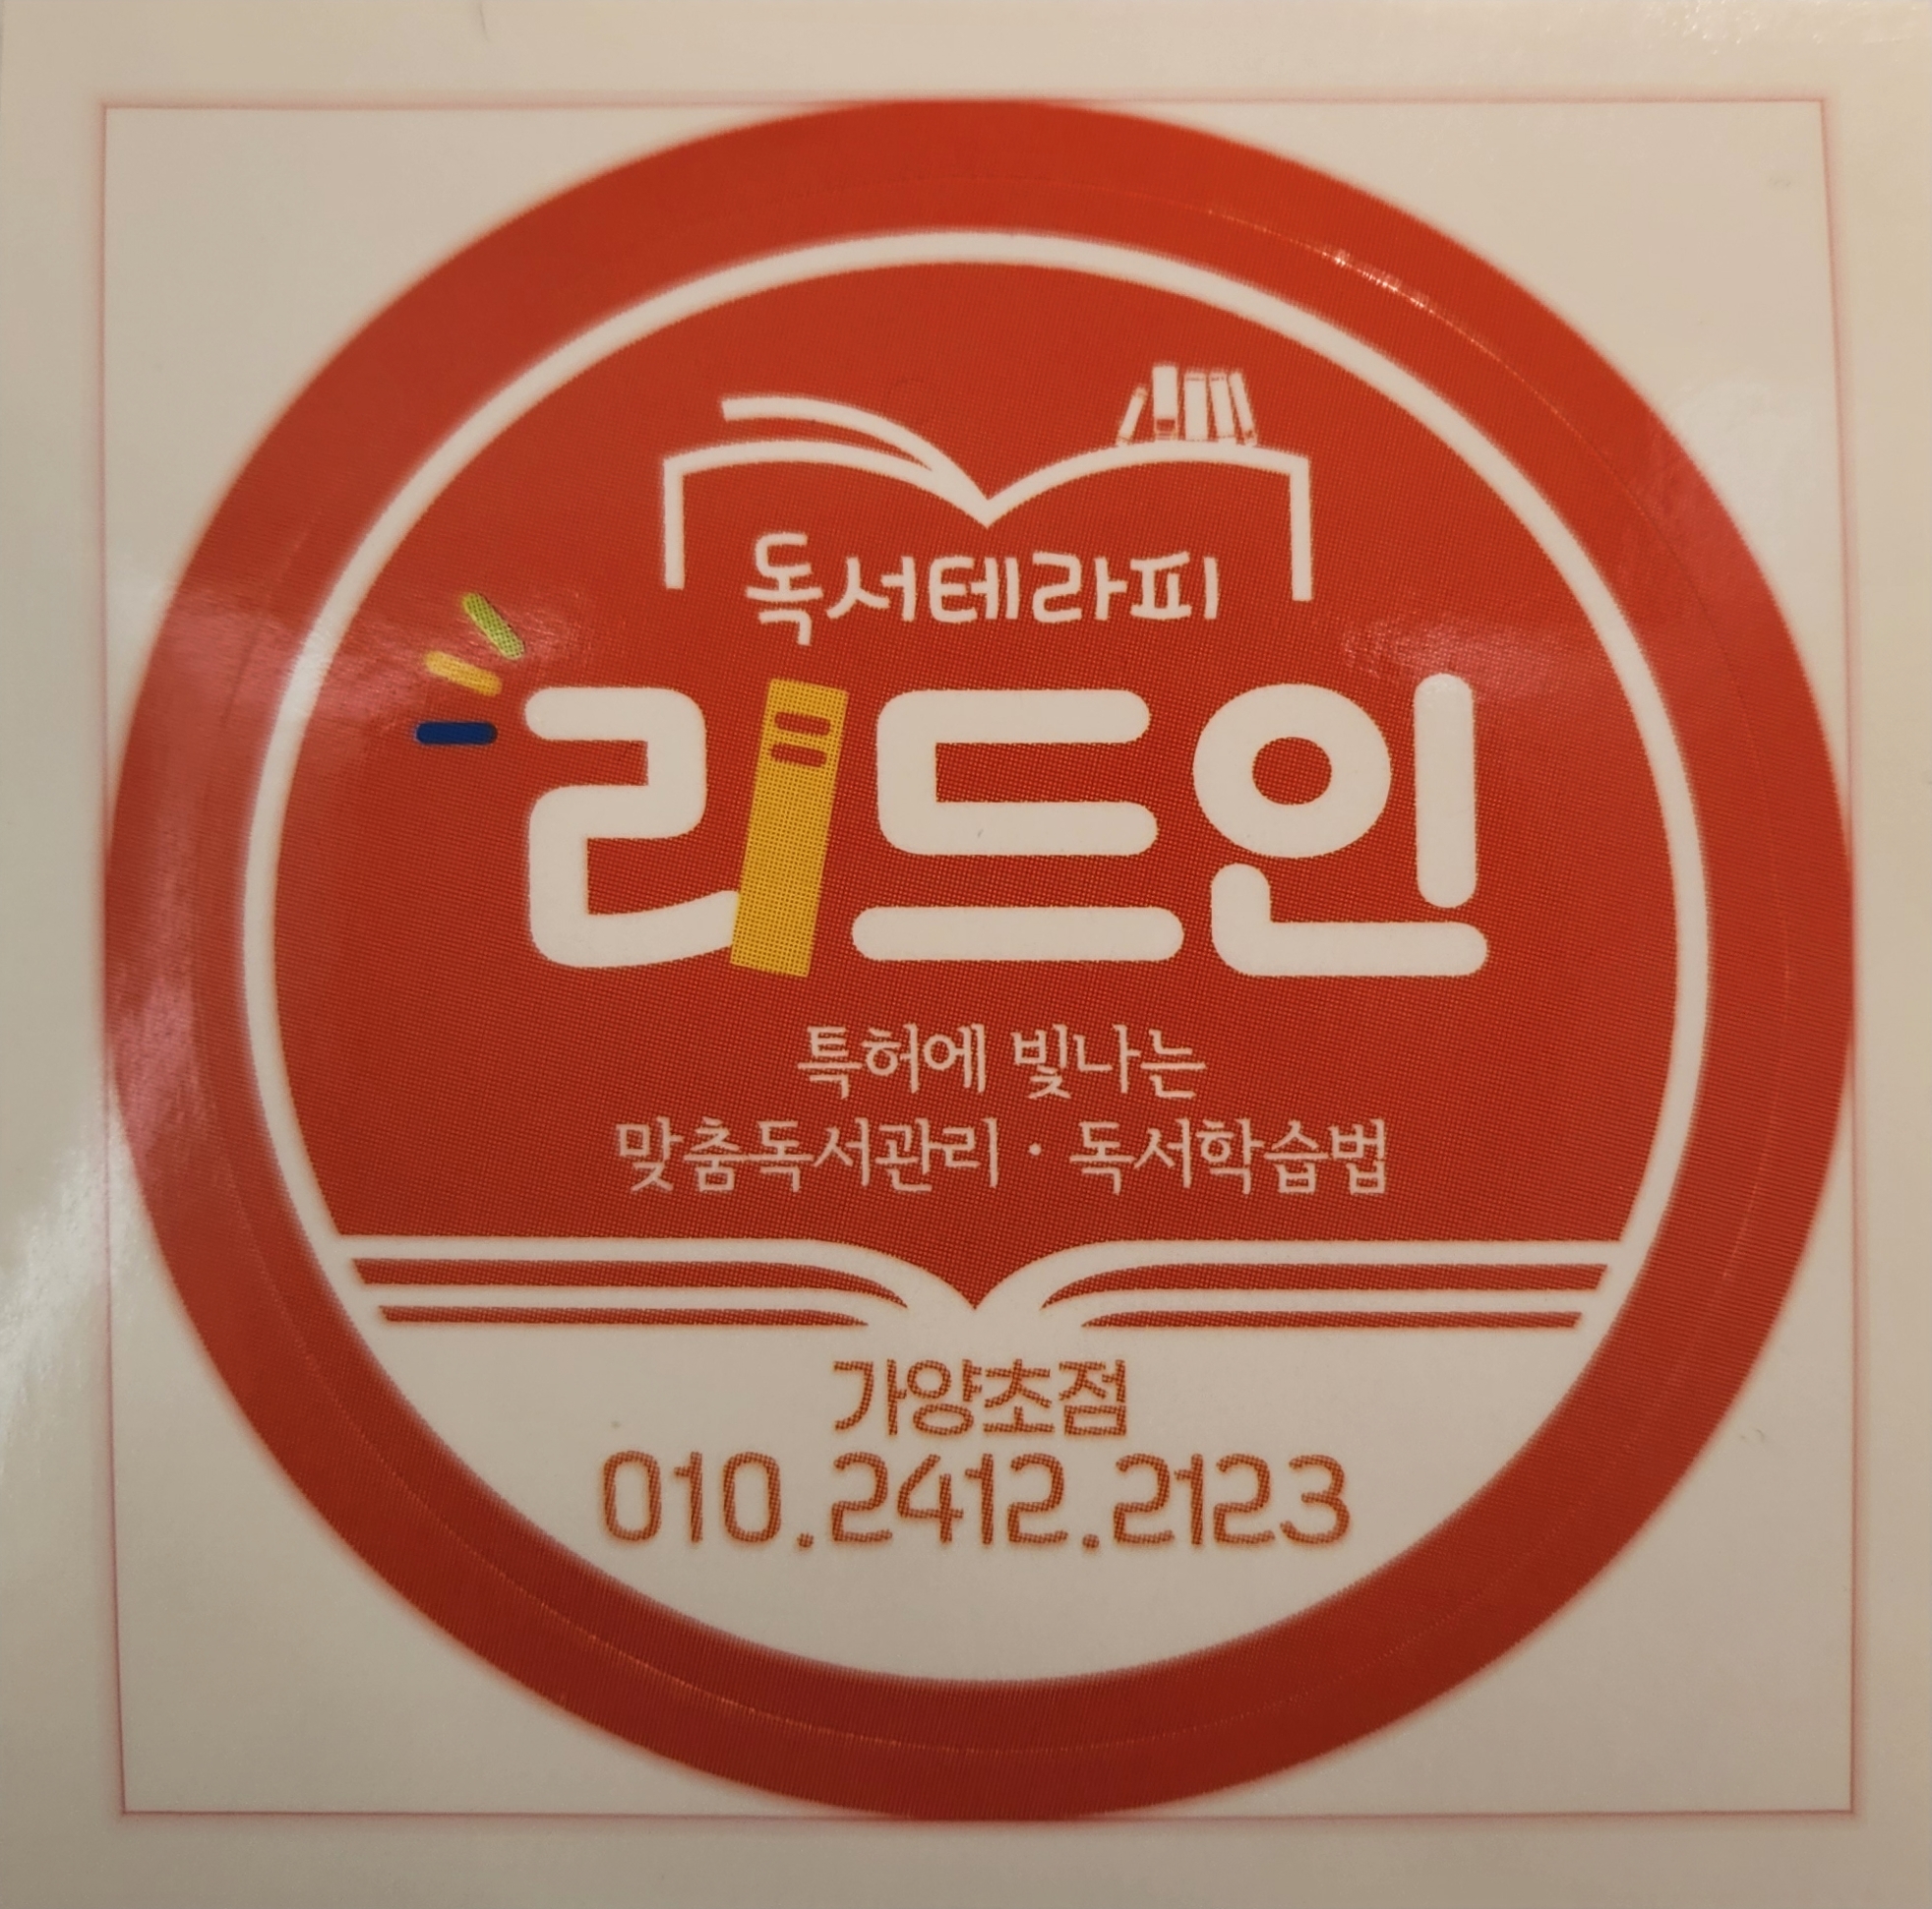 독서테라피
리드인
특허에 빛나는
맞춤독서관리 · 독서학습법
가양초점
010.2412.2123